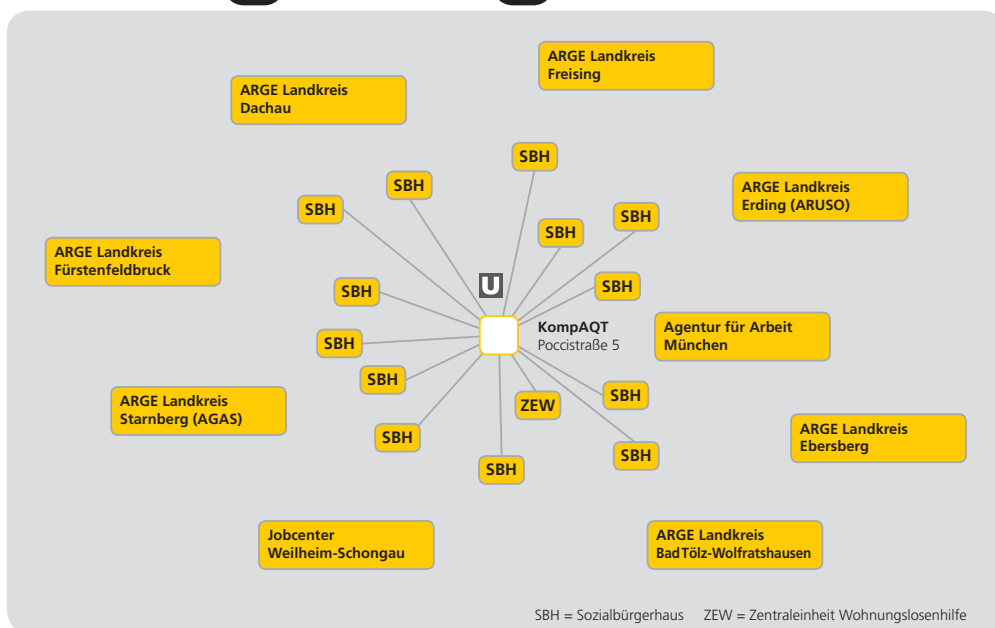 ARGE Landkreis
Freising
ARGE Landkreis
Dachau
SBH
SBH
SBH
ARGE Landkreis
Erding (ARUSO)
SBH
SBH
ARGE Landkreis
Fürstenfeldbruck
SBH
SBH
U
KompAQT
Poccistraße 5
Agentur für Arbeit
München
SBH
SBH
ARGE Landkreis
Starnberg (AGAS)
ZEW
SBH
SBH
ARGE Landkreis
Ebersberg
SBH
SBH
Jobcenter
Weilheim-Schongau
ARGE Landkreis
Bad Tölz-Wolfratshausen
SBH = Sozialbürgerhaus ZEW = Zentraleinheit Wohnungslosenhilfe